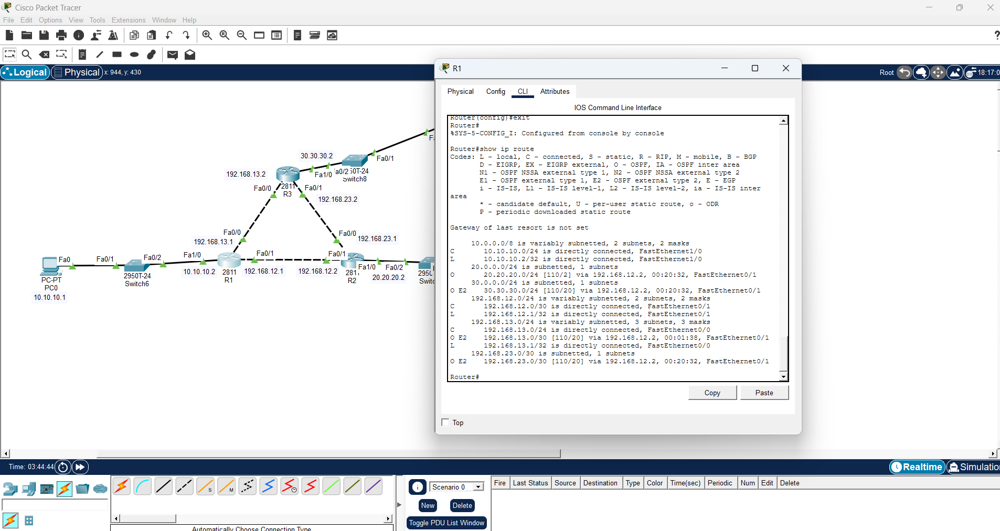 Cisco Packet Tracer
File Edit Options View Tools Extensions Window Help
Logical Physical x: 944, y: 430
Root 18:17:0
30.30.30.2
Fa0/1
192.168.13.2
Fa1/0
50T-24
Switch8
Fa0/0
2811
Fa0/1
R3
192.168.23.2
Fa0/0
192.168.13.1
Fa0/0
192.168.23.1
Fa0
Fa0/1
Fa0/2
Fa1/0
Fa0/1
Fa0/1
PC-PT
PC0
10.10.10.1
2950T-24
Switch6
10.10.10.2
2811
R1
192.168.12.1
192.168.12.2
R2
Fa1/0
Fa0/2
20.20.20.2
R1
Physical Config CLI Attributes
IOS Command Line Interface
Router(config)#exit
Router#
%SYS-5-CONFIG_I: Configured from console by console
Router#show ip route
Codes: L - local, C - connected, S - static, R - RIP, M - mobile, B - BGP
D - EIGRP, EX - EIGRP external, O - OSPF, IA - OSPF inter area
N1 - OSPF NSSA external type 1, N2 - OSPF NSSA external type 2
E1 - OSPF external type 1, E2 - OSPF external type 2, E - EGP
i - IS-IS, L1 - IS-IS level-1, L2 - IS-IS level-2, ia - IS-IS inter
area
* - candidate default, U - per-user static route, o - ODR
P - periodic downloaded static route
Gateway of last resort is not set
10.0.0.0/8 is variably subnetted, 2 subnets, 2 masks
C 10.10.10.0/24 is directly connected, FastEthernet1/0
L 10.10.10.2/32 is directly connected, FastEthernet1/0
20.0.0.0/24 is subnetted, 1 subnets
O 20.20.20.0/24 [110/2] via 192.168.12.2, 00:20:32, FastEthernet0/1
30.0.0.0/24 is subnetted, 1 subnets
O E2 30.30.30.0/24 [110/20] via 192.168.12.2, 00:20:32, FastEthernet0/1
192.168.12.0/24 is variably subnetted, 2 subnets, 2 masks
C 192.168.12.0/30 is directly connected, FastEthernet0/1
L 192.168.12.1/32 is directly connected, FastEthernet0/1
192.168.13.0/24 is variably subnetted, 3 subnets, 3 masks
C 192.168.13.0/24 is directly connected, FastEthernet0/0
O E2 192.168.13.0/30 [110/20] via 192.168.12.2, 00:01:38, FastEthernet0/1
L 192.168.13.1/32 is directly connected, FastEthernet0/0
192.168.23.0/30 is subnetted, 1 subnets
O E2 192.168.23.0/30 [110/20] via 192.168.12.2, 00:20:32, FastEthernet0/1
Router#
Copy Paste
Top
Time: 03:44:44
Realtime Simulation
Scenario 0
New Delete
Toggle PDU List Window
Fire Last Status Source Destination Type Color Time(sec) Periodic Num Edit Delete
Automatically Choose Connection Type